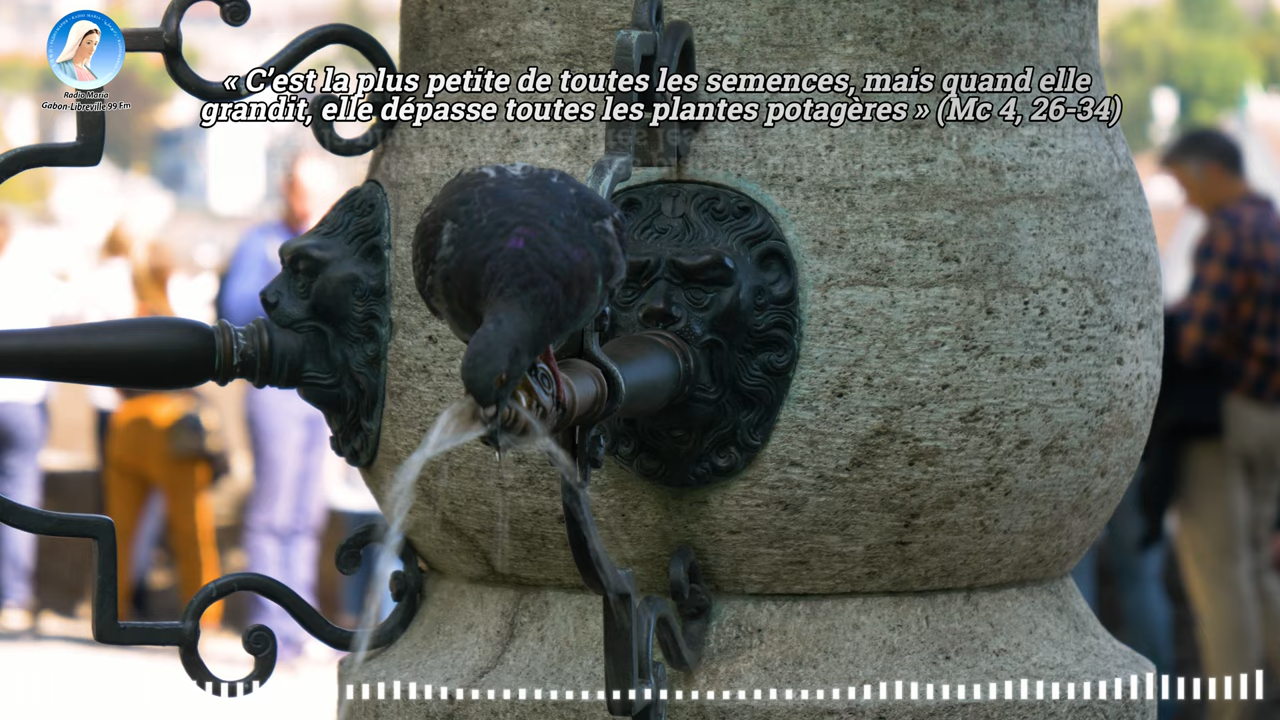 Radio Maria
Gabon-Libreville 99 Fm
« C'est la plus petite de toutes les semences, mais quand elle
grandit, elle dépasse toutes les plantes potagères » (Mc 4, 26-34)